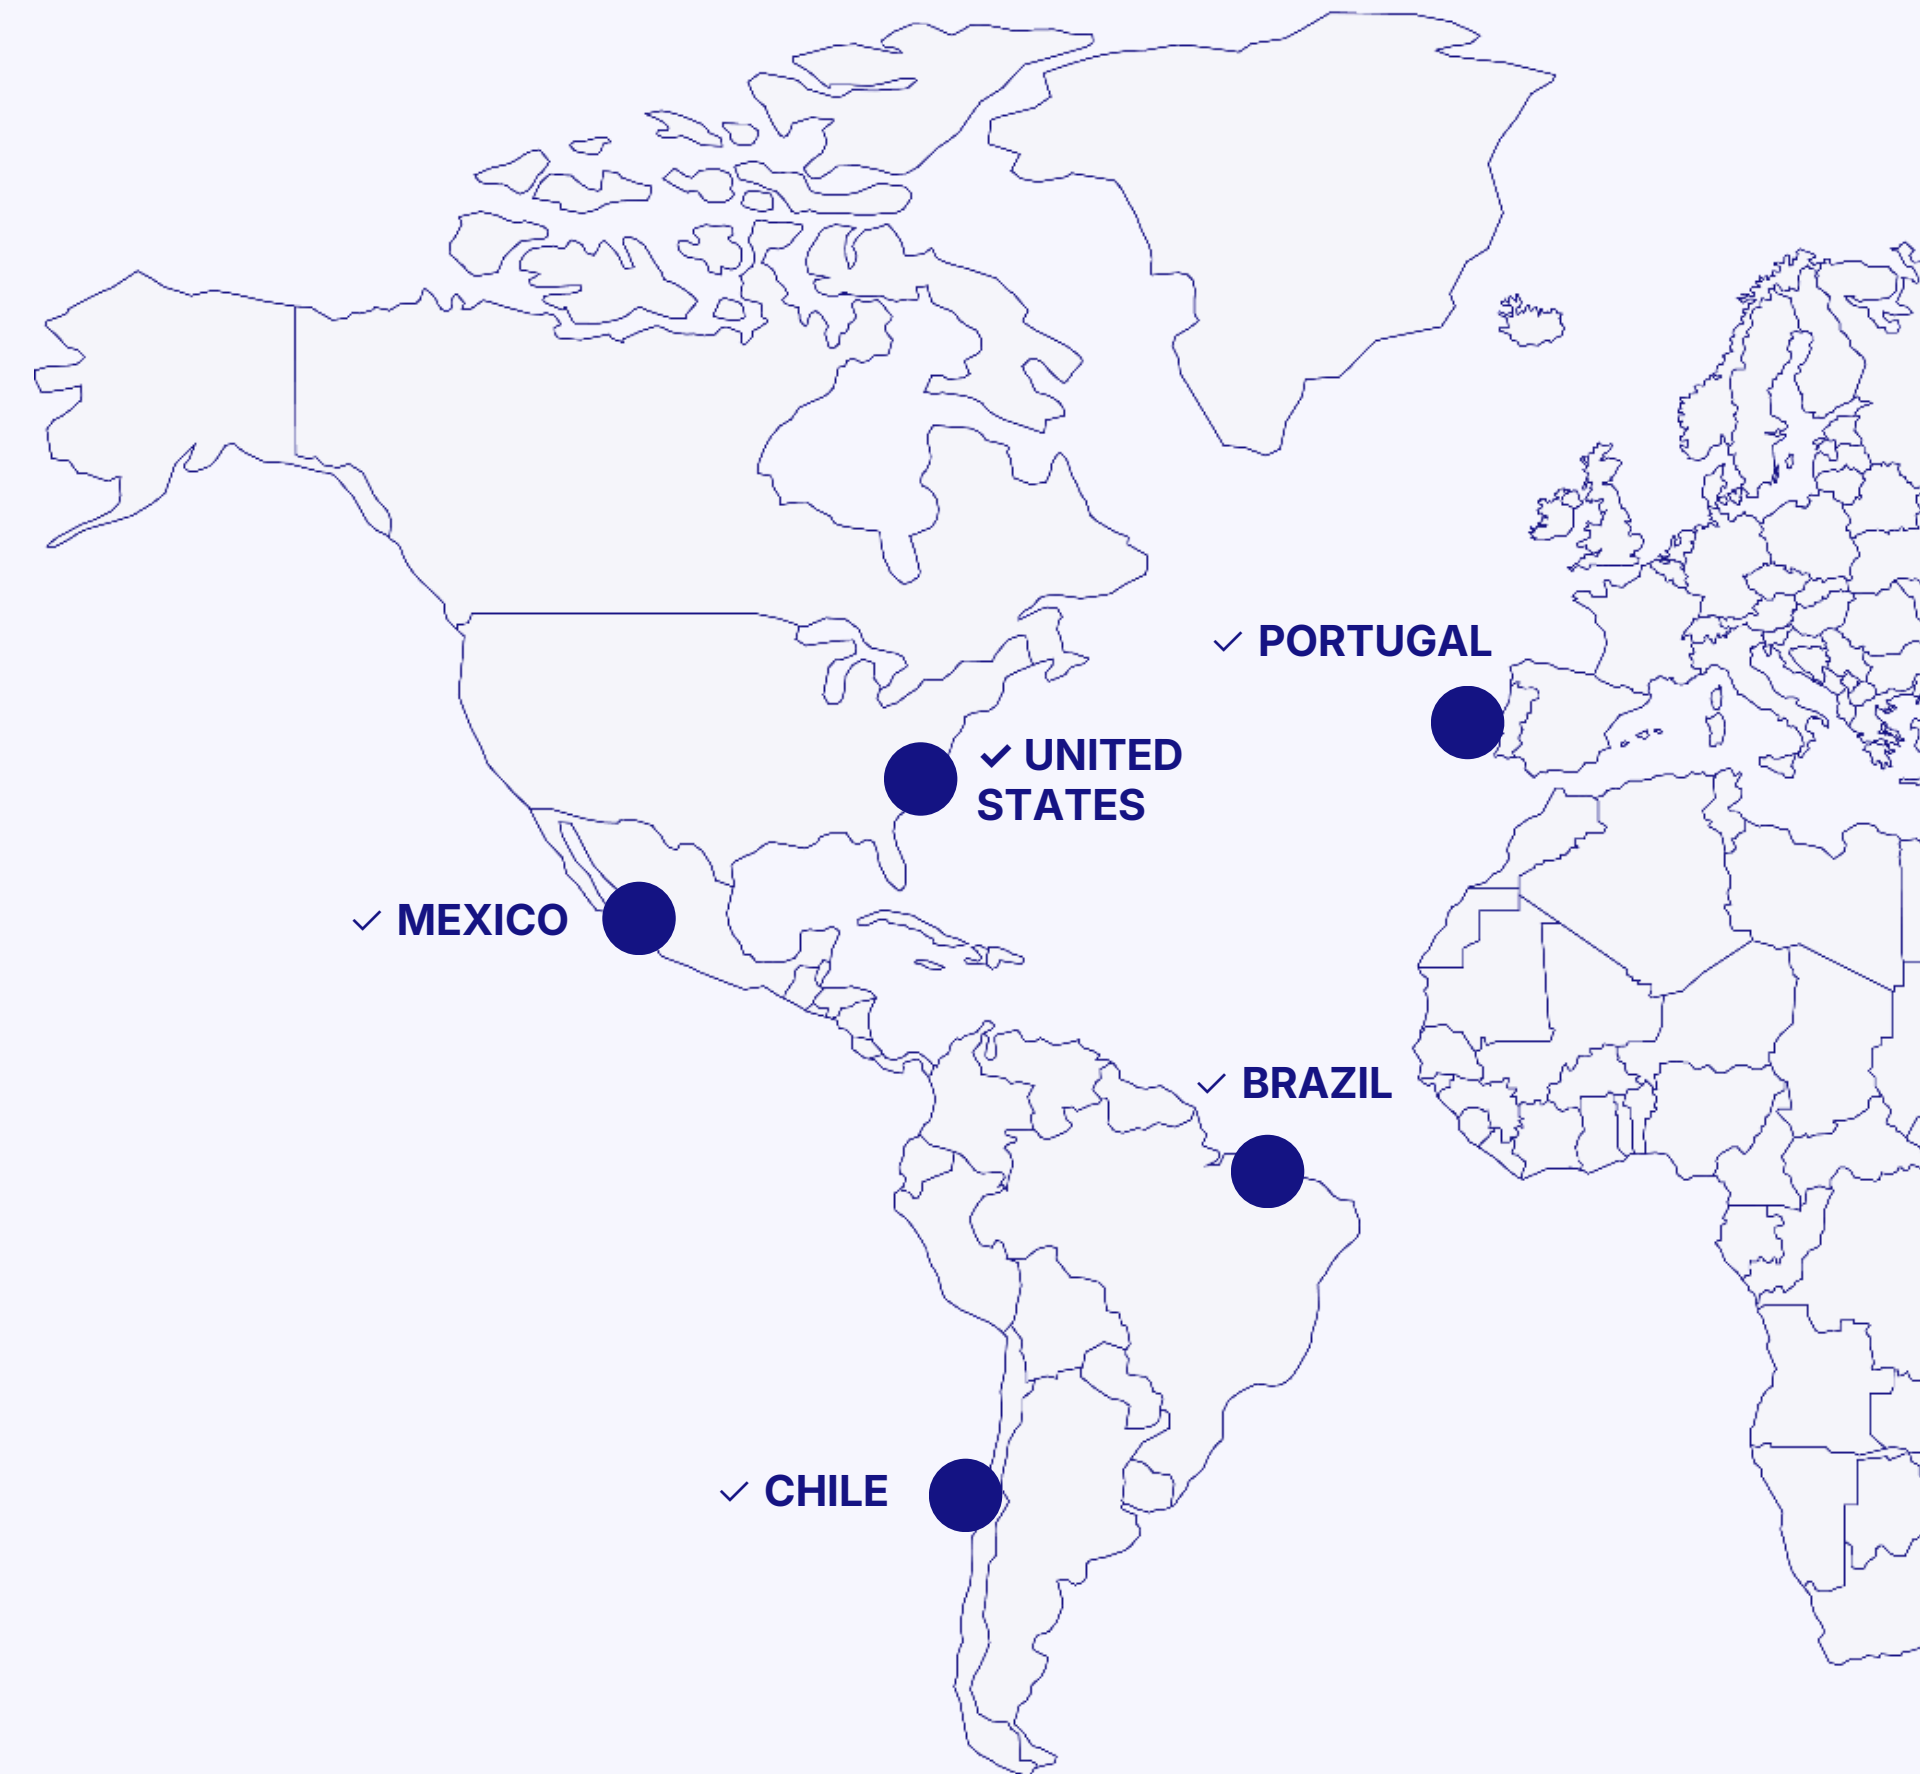 ✓ PORTUGAL
✓ UNITED
STATES
✓ MEXICO
✓ BRAZIL
✓ CHILE